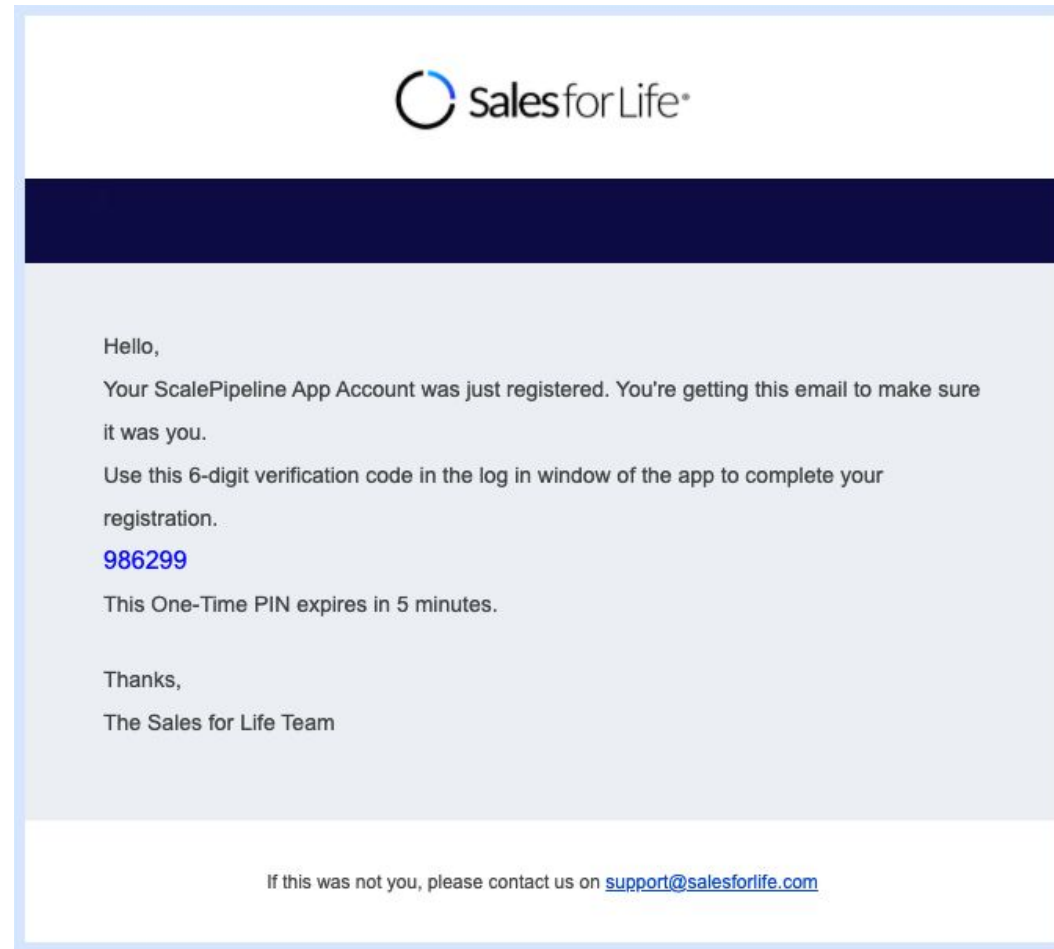 Sales for Life
Hello,
Your ScalePipeline App Account was just registered. You're getting this email to make sure
it was you.
Use this 6-digit verification code in the log in window of the app to complete your
registration.
986299
This One-Time PIN expires in 5 minutes.
Thanks,
The Sales for Life Team
If this was not you, please contact us on support@salesforlife.com